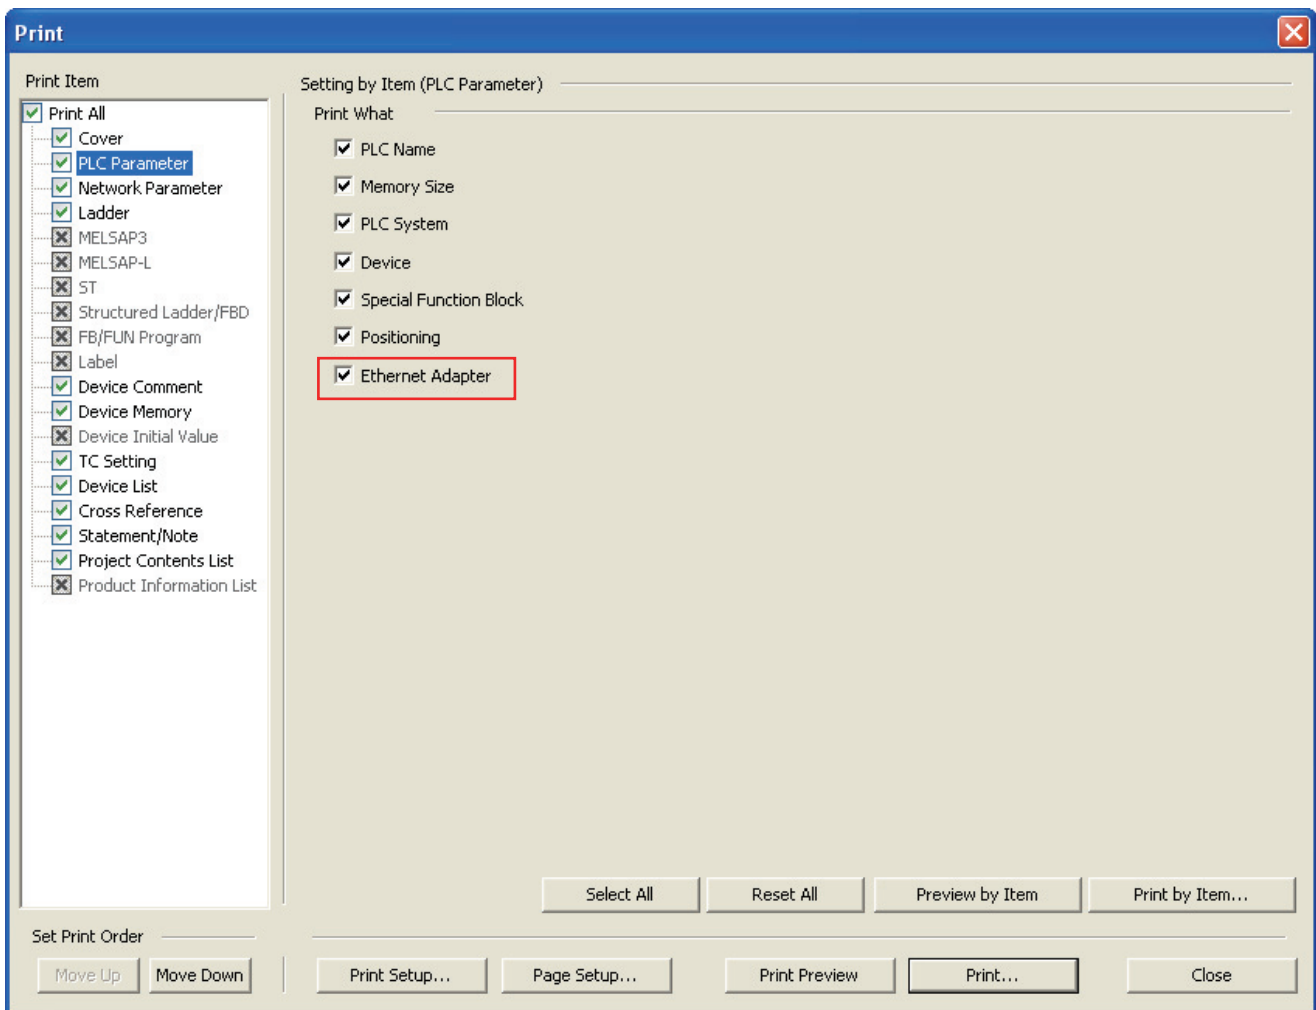 Print
Print Item
Print All
Cover
PLC Parameter
Network Parameter
Ladder
MELSAP3
MELSAP-L
ST
Structured Ladder/FBD
FB/FUN Program
Label
Device Comment
Device Memory
Device Initial Value
TC Setting
Device List
Cross Reference
Statement/Note
Project Contents List
Product Information List
Setting by Item (PLC Parameter)
Print What
PLC Name
Memory Size
PLC System
Device
Special Function Block
Positioning
Ethernet Adapter
Select All
Reset All
Preview by Item
Print by Item...
Set Print Order
Move Up
Move Down
Print Setup...
Page Setup...
Print Preview
Print...
Close